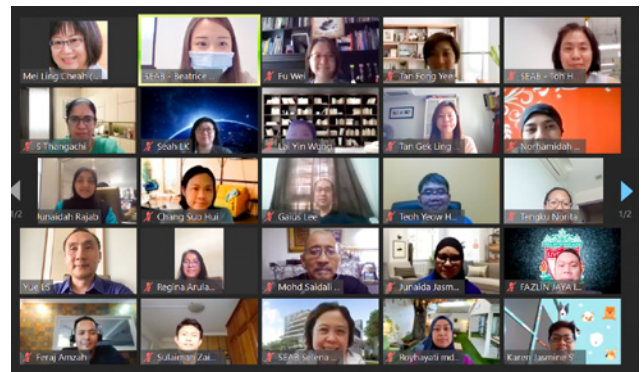 Mei Ling Cheah (...
SEAB - Beatrice ...
Fu Wei
Tan Fong Yee
SEAB - Toh H...
S Thangachi
Seah LK
Lai Yin Wong
Tan Gek Ling ...
Norhamidah ...
Junaidah Rajab
Chang Suo Hui
Gaius Lee
Teoh Yeow H...
Tengku Norita ...
1/2
1/2
Yue LS
Regina Arula...
Mohd Saidali ...
Junaida Jasm...
FAZLIN JAYA I...
Feraj Amzah
Sulaiman Zai...
SEAB Selena ...
Royhayati md...
Karen Jasmine S...